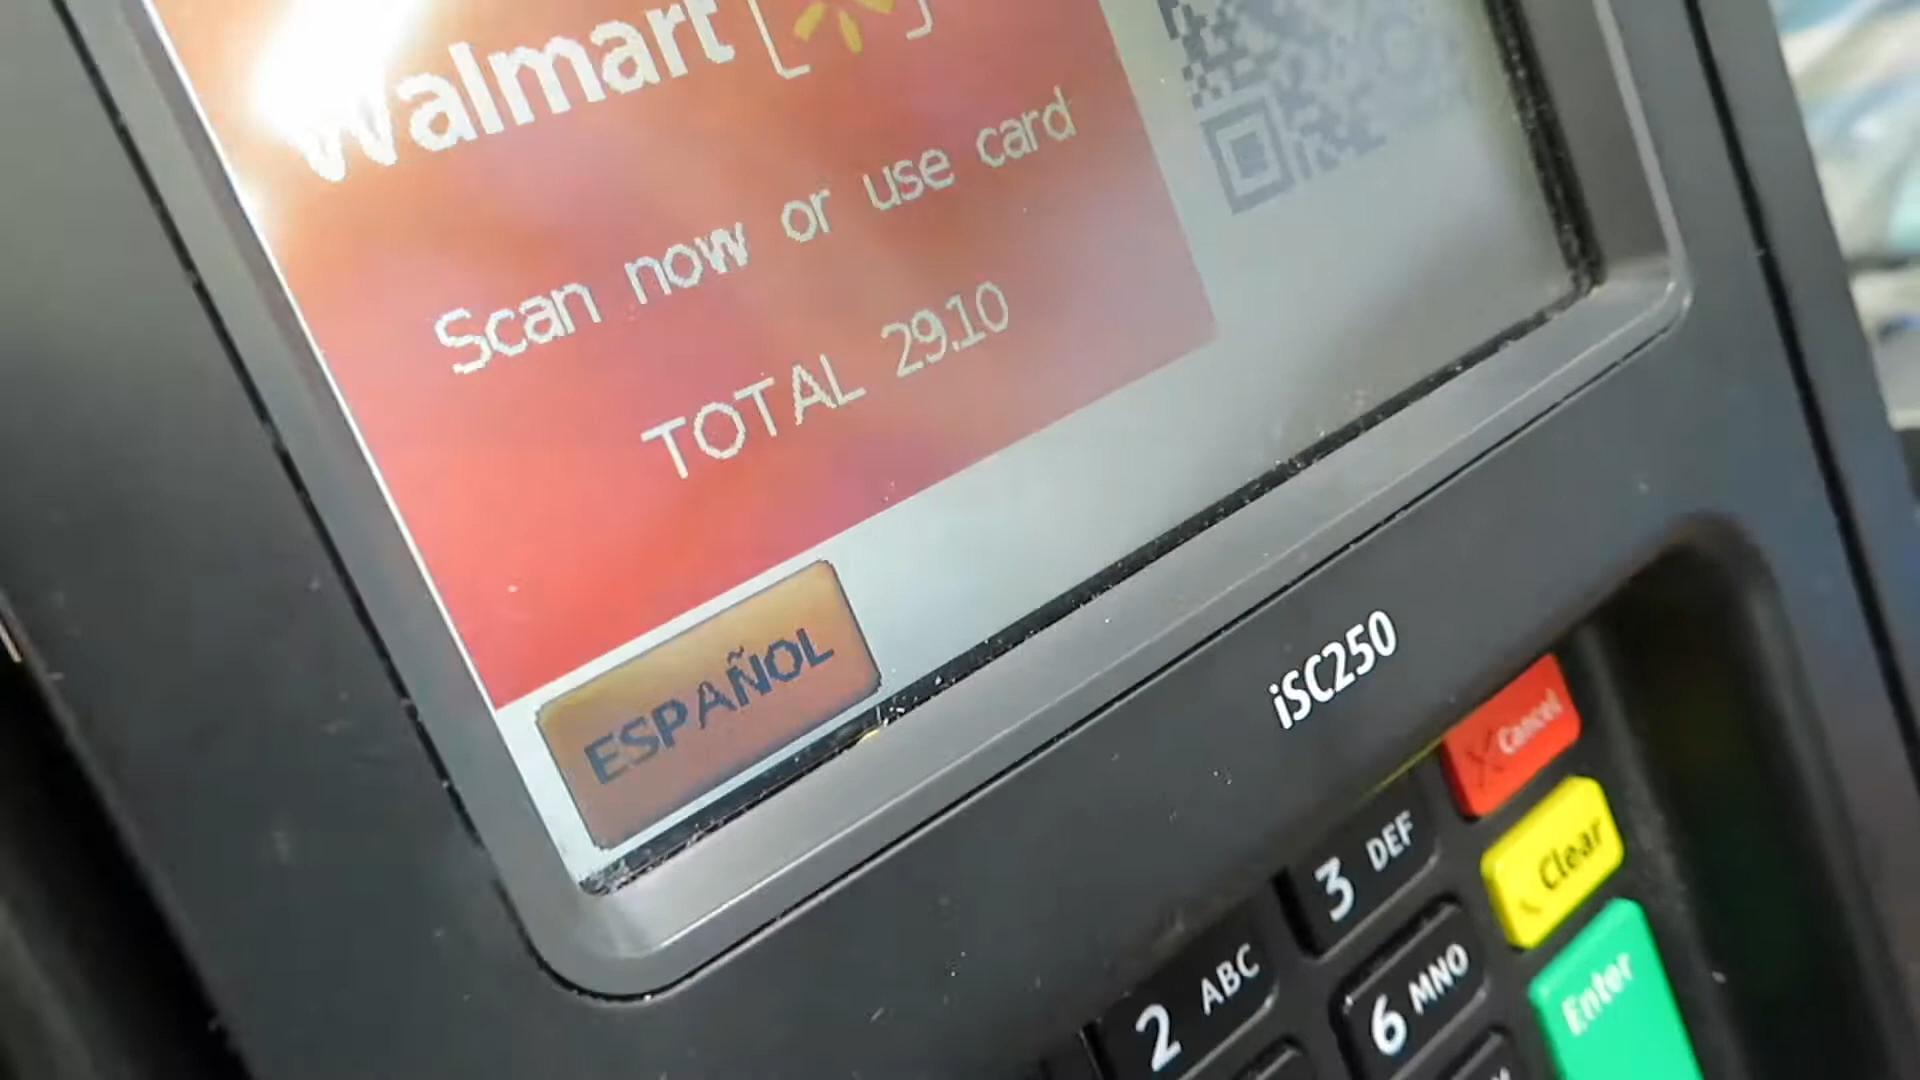 Walmart
Scan now or use card
TOTAL 29.10
ESPAÑOL
iSC250
Cancel
3 DEF
Clear
2 ABC
6 MNO
Enter